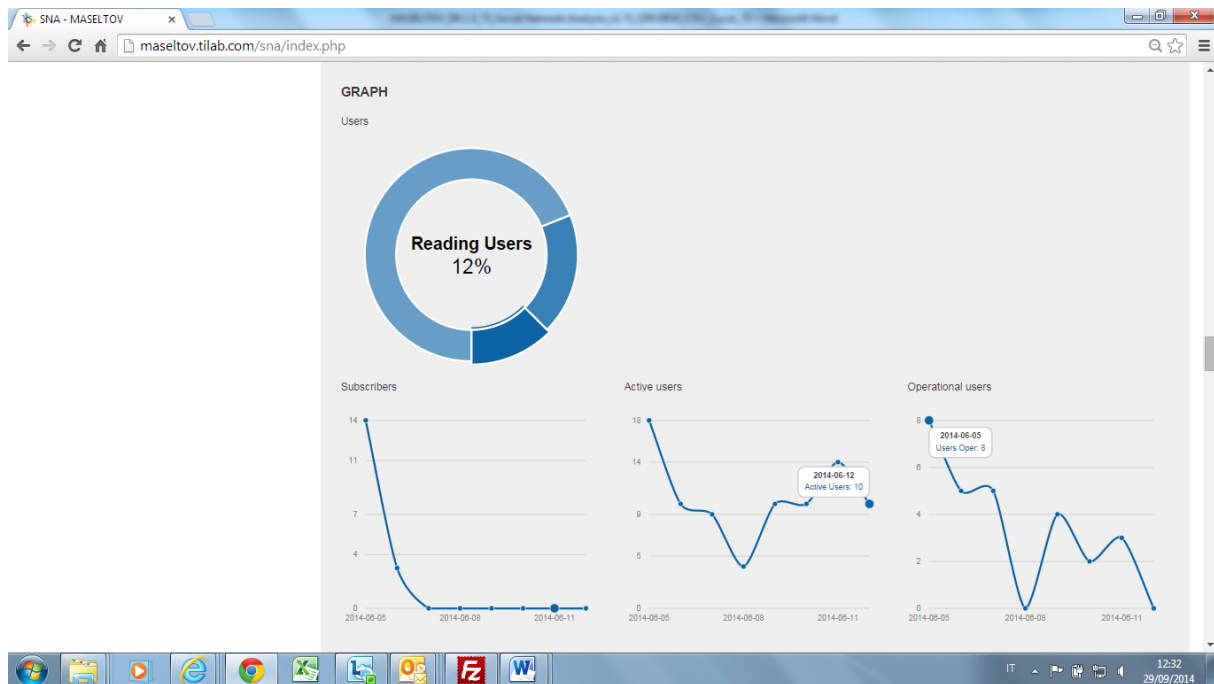 SNA - MASELTOV
maseltov.tilab.com/sna/index.php
GRAPH
Users
Reading Users
12%
Subscribers
14
11
7
4
0
2014-06-05
2014-06-08
2014-06-11
Active users
18
14
9
5
0
2014-06-12
Active Users: 10
2014-06-05
2014-06-08
2014-06-11
Operational users
8
6
4
2
0
2014-06-05
Users Oper: 8
2014-06-05
2014-06-08
2014-06-11
IT
12:32
29/09/2014